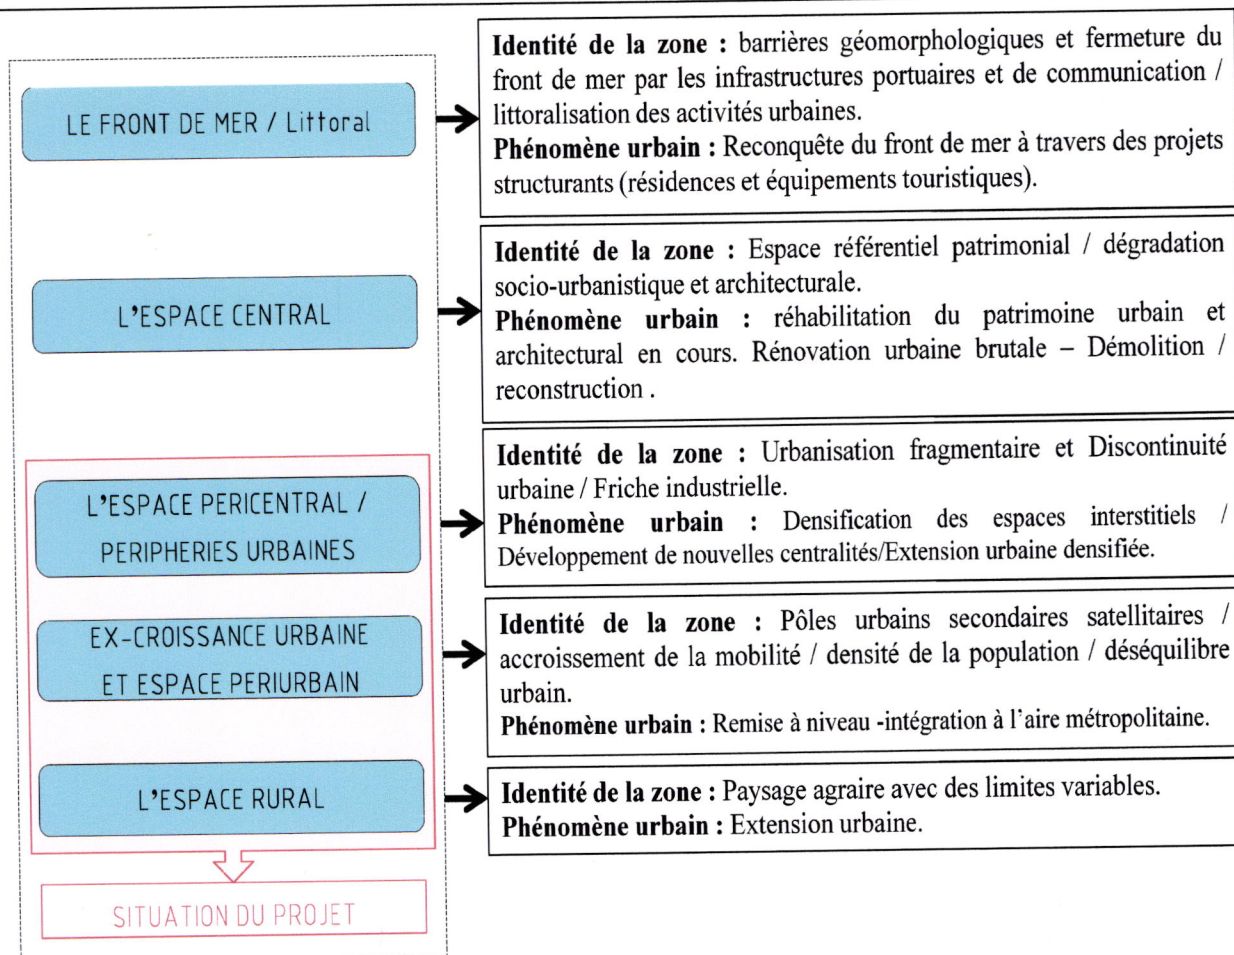 LE FRONT DE MER / Littoral
Identité de la zone : barrières géomorphologiques et fermeture du
front de mer par les infrastructures portuaires et de communication /
littoralisation des activités urbaines.
Phénomène urbain : Reconquête du front de mer à travers des projets
structurants (résidences et équipements touristiques).
L'ESPACE CENTRAL
Identité de la zone : Espace référentiel patrimonial / dégradation
socio-urbanistique et architecturale.
Phénomène urbain : réhabilitation du patrimoine urbain et
architectural en cours. Rénovation urbaine brutale – Démolition /
reconstruction .
L'ESPACE PERICENTRAL /
PERIPHERIES URBAINES
Identité de la zone : Urbanisation fragmentaire et Discontinuité
urbaine / Friche industrielle.
Phénomène urbain : Densification des espaces interstitiels /
Développement de nouvelles centralités/Extension urbaine densifiée.
EX-CROISSANCE URBAINE
ET ESPACE PERIURBAIN
Identité de la zone : Pôles urbains secondaires satellitaires /
accroissement de la mobilité / densité de la population / déséquilibre
urbain.
Phénomène urbain : Remise à niveau -intégration à l'aire métropolitaine.
L'ESPACE RURAL
Identité de la zone : Paysage agraire avec des limites variables.
Phénomène urbain : Extension urbaine.
SITUATION DU PROJET